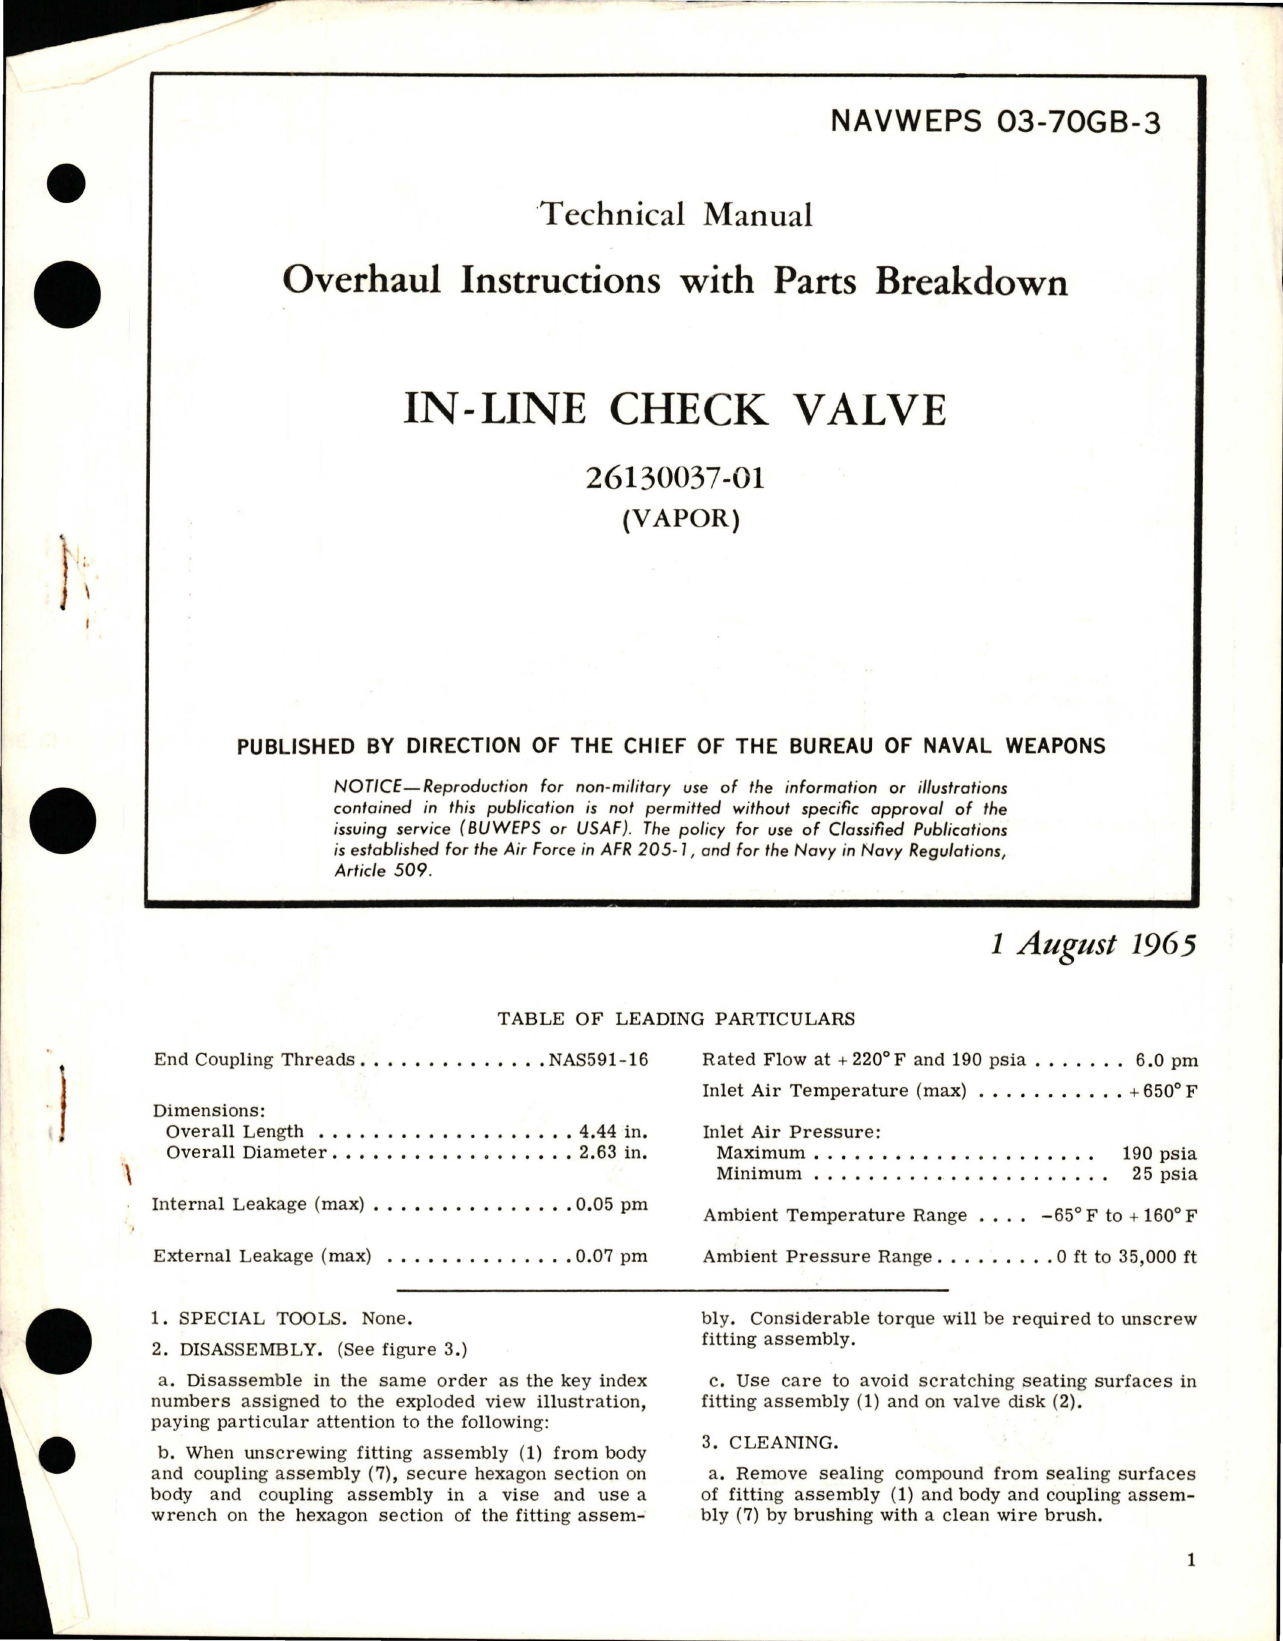 NAVWEPS 03-70GB-3
Technical Manual
Overhaul Instructions with Parts Breakdown
IN-LINE CHECK VALVE
26130037-01
(VAPOR)
PUBLISHED BY DIRECTION OF THE CHIEF OF THE BUREAU OF NAVAL WEAPONS
NOTICE—Reproduction for non-military use of the information or illustrations
contained in this publication is not permitted without specific approval of the
issuing service (BUWEPS or USAF). The policy for use of Classified Publications
is established for the Air Force in AFR 205-1, and for the Navy in Navy Regulations,
Article 509.
1 August 1965
TABLE OF LEADING PARTICULARS
End Coupling Threads . . . . . . . . . . . . . . NAS591-16
Dimensions:
Overall Length . . . . . . . . . . . . . . . . . . . 4.44 in.
Overall Diameter . . . . . . . . . . . . . . . . . . 2.63 in.
Internal Leakage (max) . . . . . . . . . . . . . . . 0.05 pm
External Leakage (max) . . . . . . . . . . . . . . 0.07 pm
Rated Flow at +220°F and 190 psia . . . . . . . 6.0 pm
Inlet Air Temperature (max) . . . . . . . . . . . +650°F
Inlet Air Pressure:
Maximum . . . . . . . . . . . . . . . . . . . . . 190 psia
Minimum . . . . . . . . . . . . . . . . . . . . . . 25 psia
Ambient Temperature Range . . . . -65°F to +160°F
Ambient Pressure Range . . . . . . . . . 0 ft to 35,000 ft
1. SPECIAL TOOLS. None.
2. DISASSEMBLY. (See figure 3.)
a. Disassemble in the same order as the key index
numbers assigned to the exploded view illustration,
paying particular attention to the following:
b. When unscrewing fitting assembly (1) from body
and coupling assembly (7), secure hexagon section on
body and coupling assembly in a vise and use a
wrench on the hexagon section of the fitting assem-
bly. Considerable torque will be required to unscrew
fitting assembly.
c. Use care to avoid scratching seating surfaces in
fitting assembly (1) and on valve disk (2).
3. CLEANING.
a. Remove sealing compound from sealing surfaces
of fitting assembly (1) and body and coupling assem-
bly (7) by brushing with a clean wire brush.
1